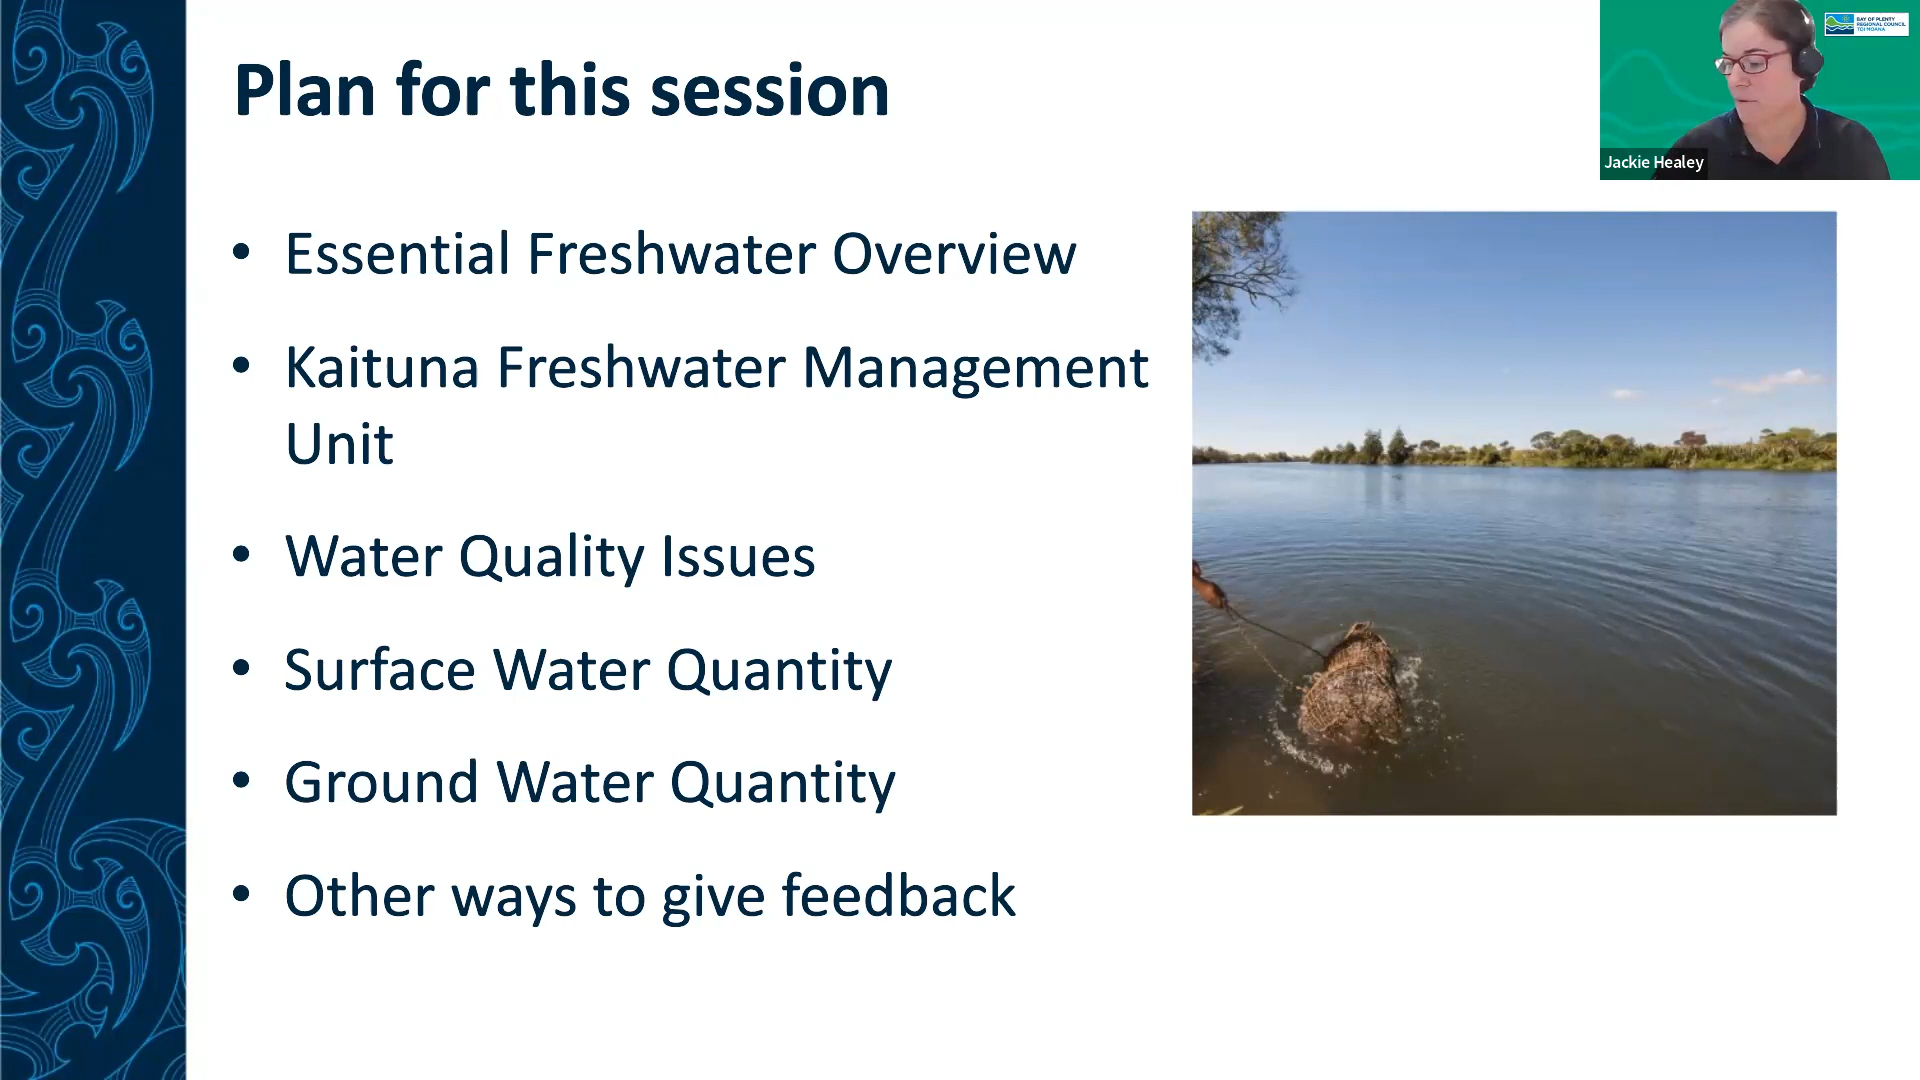 Plan for this session
BAY OF PLENTY
REGIONAL COUNCIL
TOI MOANA
Jackie Healey
• Essential Freshwater Overview
• Kaituna Freshwater Management
Unit
• Water Quality Issues
• Surface Water Quantity
• Ground Water Quantity
• Other ways to give feedback